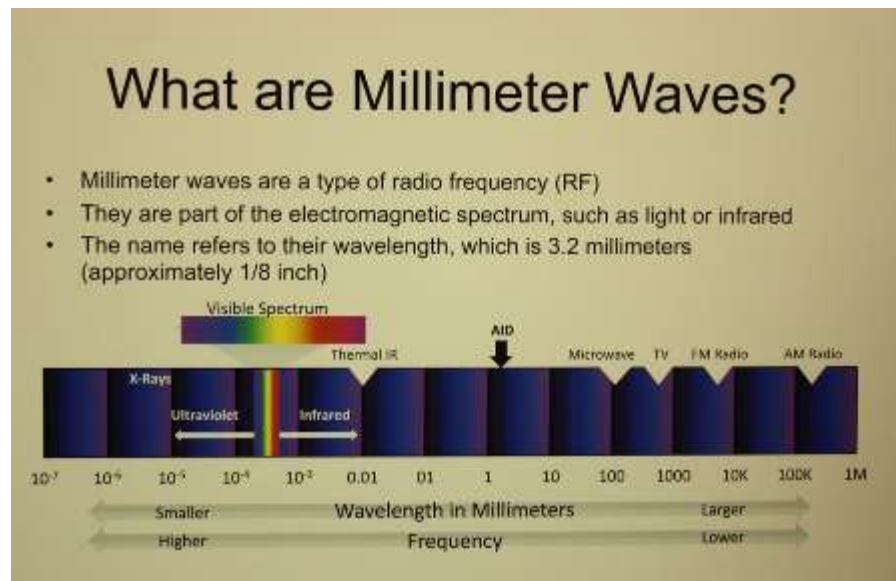 What are Millimeter Waves?
• Millimeter waves are a type of radio frequency (RF)
• They are part of the electromagnetic spectrum, such as light or infrared
• The name refers to their wavelength, which is 3.2 millimeters
(approximately 1/8 inch)
Visible Spectrum
AID
Thermal IR Microwave TV FM Radio AM Radio
X-Rays
Ultraviolet Infrared
10⁻⁷ 10⁻⁶ 10⁻⁵ 10⁻⁴ 10⁻³ 0.01 01 1 10 100 1000 10K 100K 1M
Smaller Wavelength in Millimeters Larger
Higher Frequency Lower